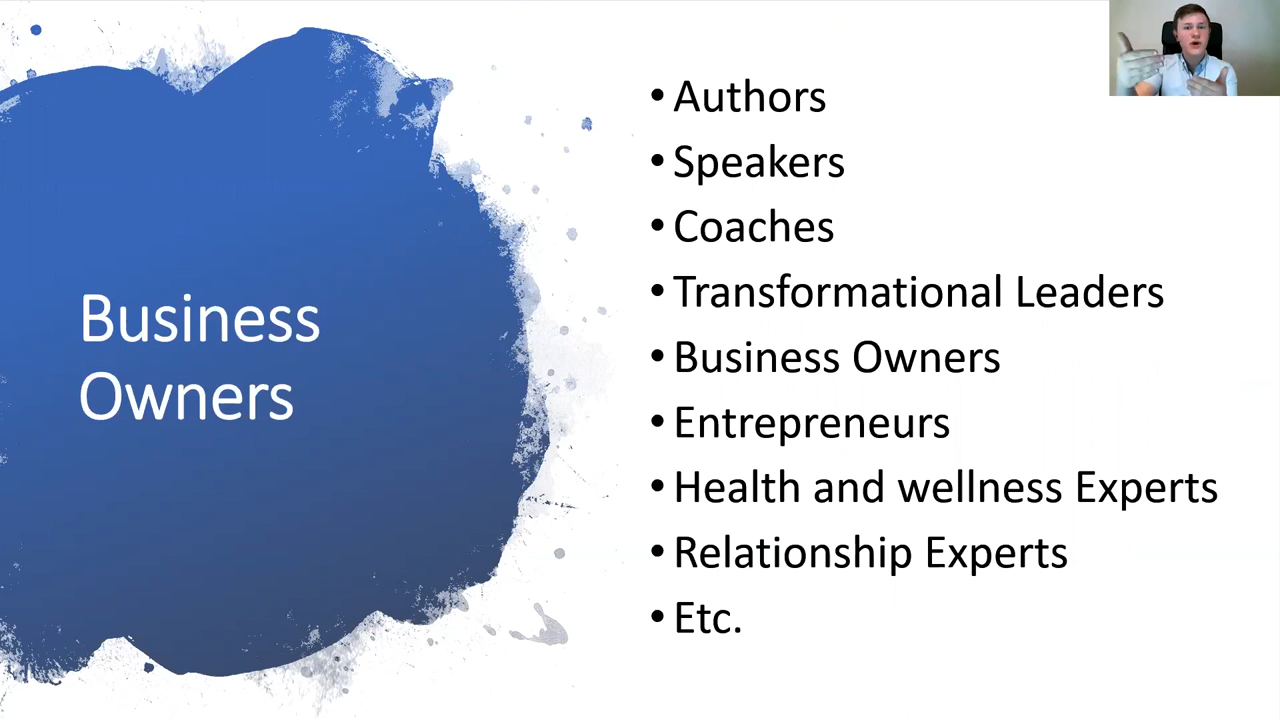 Business
Owners
• Authors
• Speakers
• Coaches
• Transformational Leaders
• Business Owners
• Entrepreneurs
• Health and wellness Experts
• Relationship Experts
• Etc.